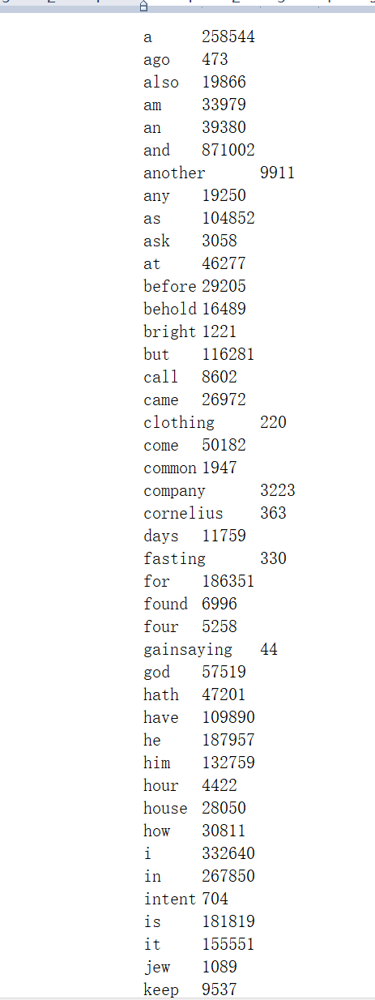 a	258544
ago	473
also	19866
am	33979
an	39380
and	871002
another	9911
any	19250
as	104852
ask	3058
at	46277
before	29205
behold	16489
bright	1221
but	116281
call	8602
came	26972
clothing	220
come	50182
common	1947
company	3223
cornelius	363
days	11759
fasting	330
for	186351
found	6996
four	5258
gainsaying	44
god	57519
hath	47201
have	109890
he	187957
him	132759
hour	4422
house	28050
how	30811
i	332640
in	267850
intent	704
is	181819
it	155551
jew	1089
keep	9537